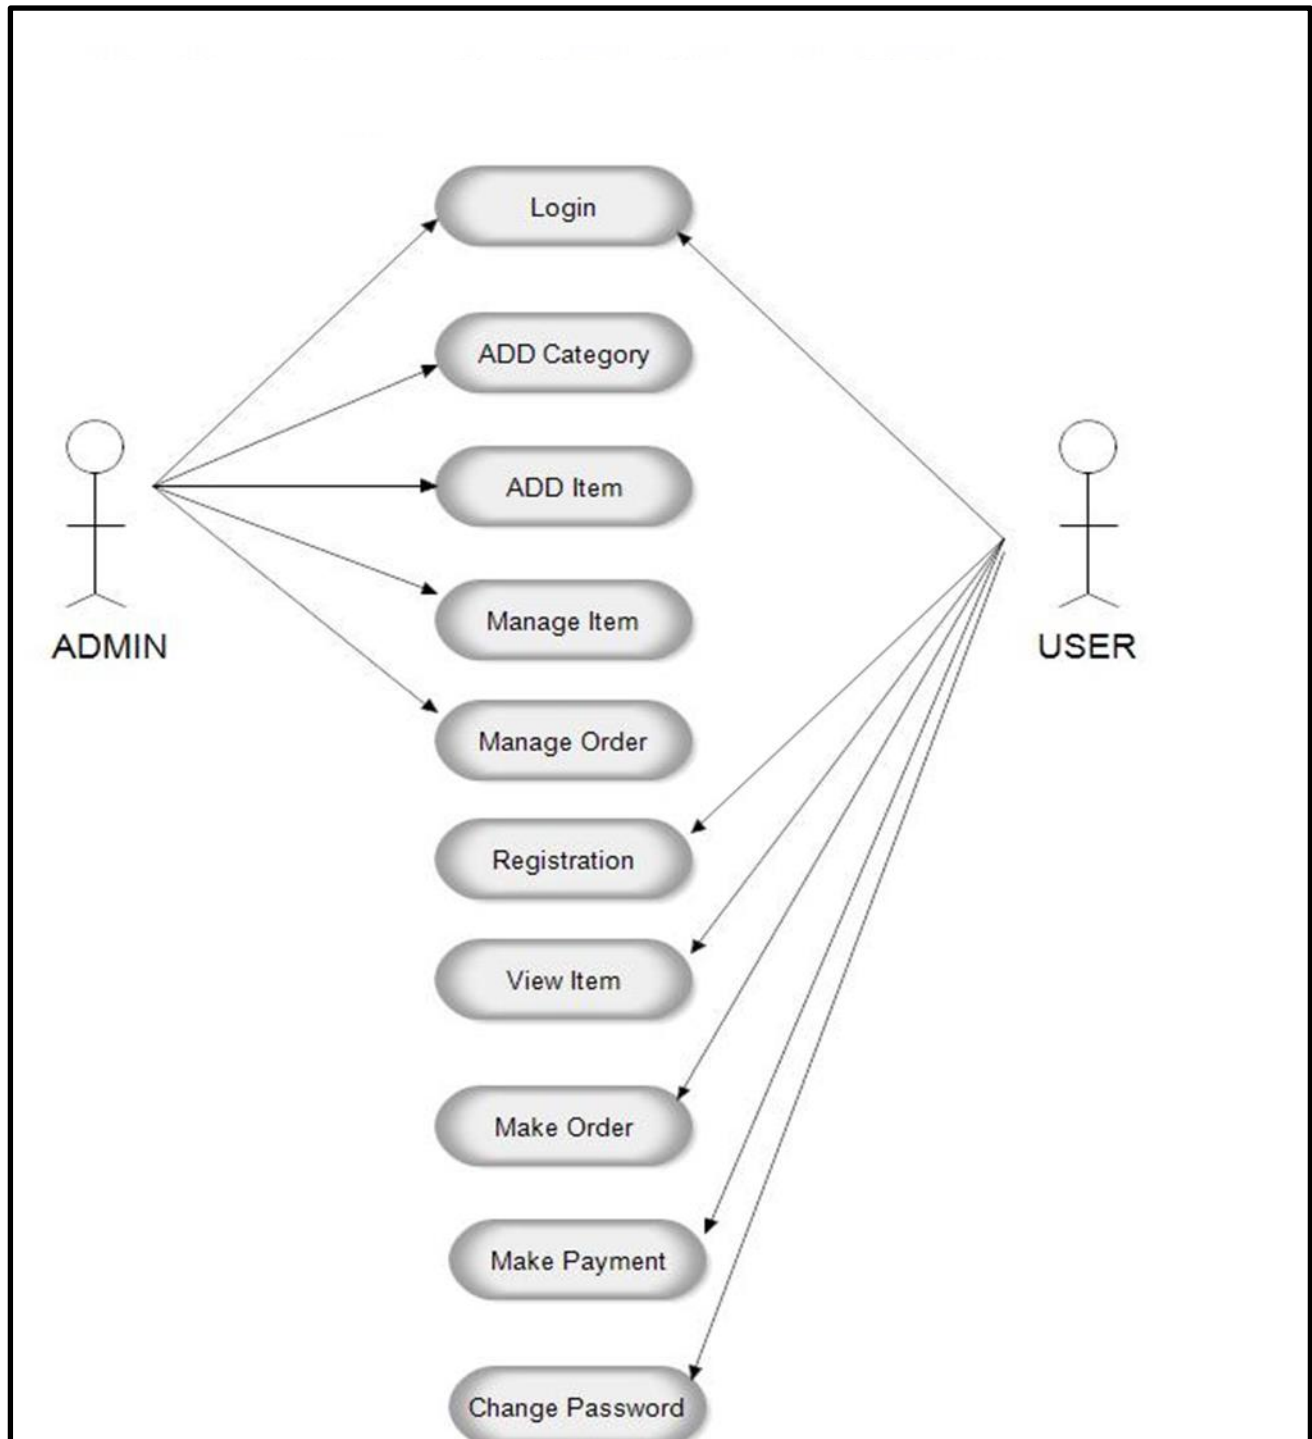 Login
ADD Category
ADD Item
Manage Item
ADMIN
USER
Manage Order
Registration
View Item
Make Order
Make Payment
Change Password